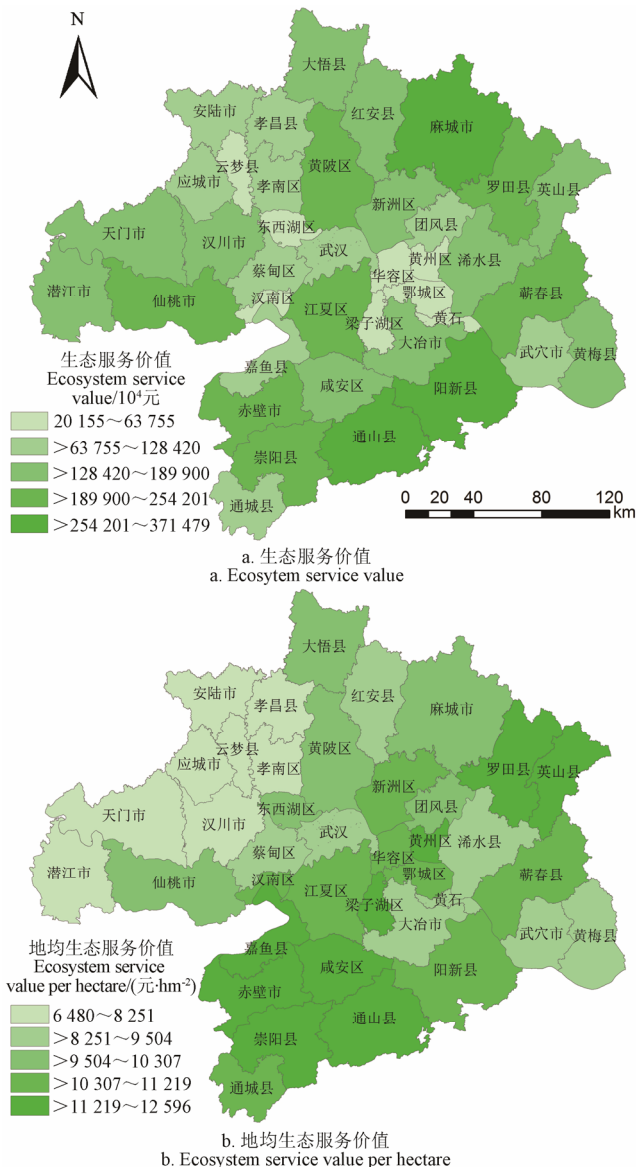 N
大悟县
安陆市
孝昌县
红安县
麻城市
云梦县
黄陂区
应城市
孝南区
罗田县
英山县
新洲区
团风县
东西湖区
天门市
汉川市
武汉
黄州区
浠水县
蔡甸区
华容区
潜江市
仙桃市
汉南区
鄂城区
蕲春县
江夏区
梁子湖区
黄石
大冶市
武穴市
黄梅县
嘉鱼县
咸安区
阳新县
赤壁市
通山县
崇阳县
通城县
生态服务价值
Ecosystem service
value/10⁴元
20 155～63 755
＞63 755～128 420
＞128 420～189 900
＞189 900～254 201
＞254 201～371 479
0 20 40 80 120
km
a. 生态服务价值
a. Ecosytem service value
大悟县
安陆市
孝昌县
红安县
麻城市
云梦县
黄陂区
应城市
孝南区
罗田县
英山县
新洲区
东西湖区
团风县
天门市
汉川市
武汉
黄州区
浠水县
蔡甸区
华容区
潜江市
仙桃市
汉南区
鄂城区
蕲春县
江夏区
梁子湖区
黄石
大冶市
武穴市
黄梅县
嘉鱼县
咸安区
阳新县
赤壁市
通山县
崇阳县
通城县
地均生态服务价值
Ecosystem service
value per hectare/(元·hm⁻²)
6 480～8 251
＞8 251～9 504
＞9 504～10 307
＞10 307～11 219
＞11 219～12 596
b. 地均生态服务价值
b. Ecosystem service value per hectare